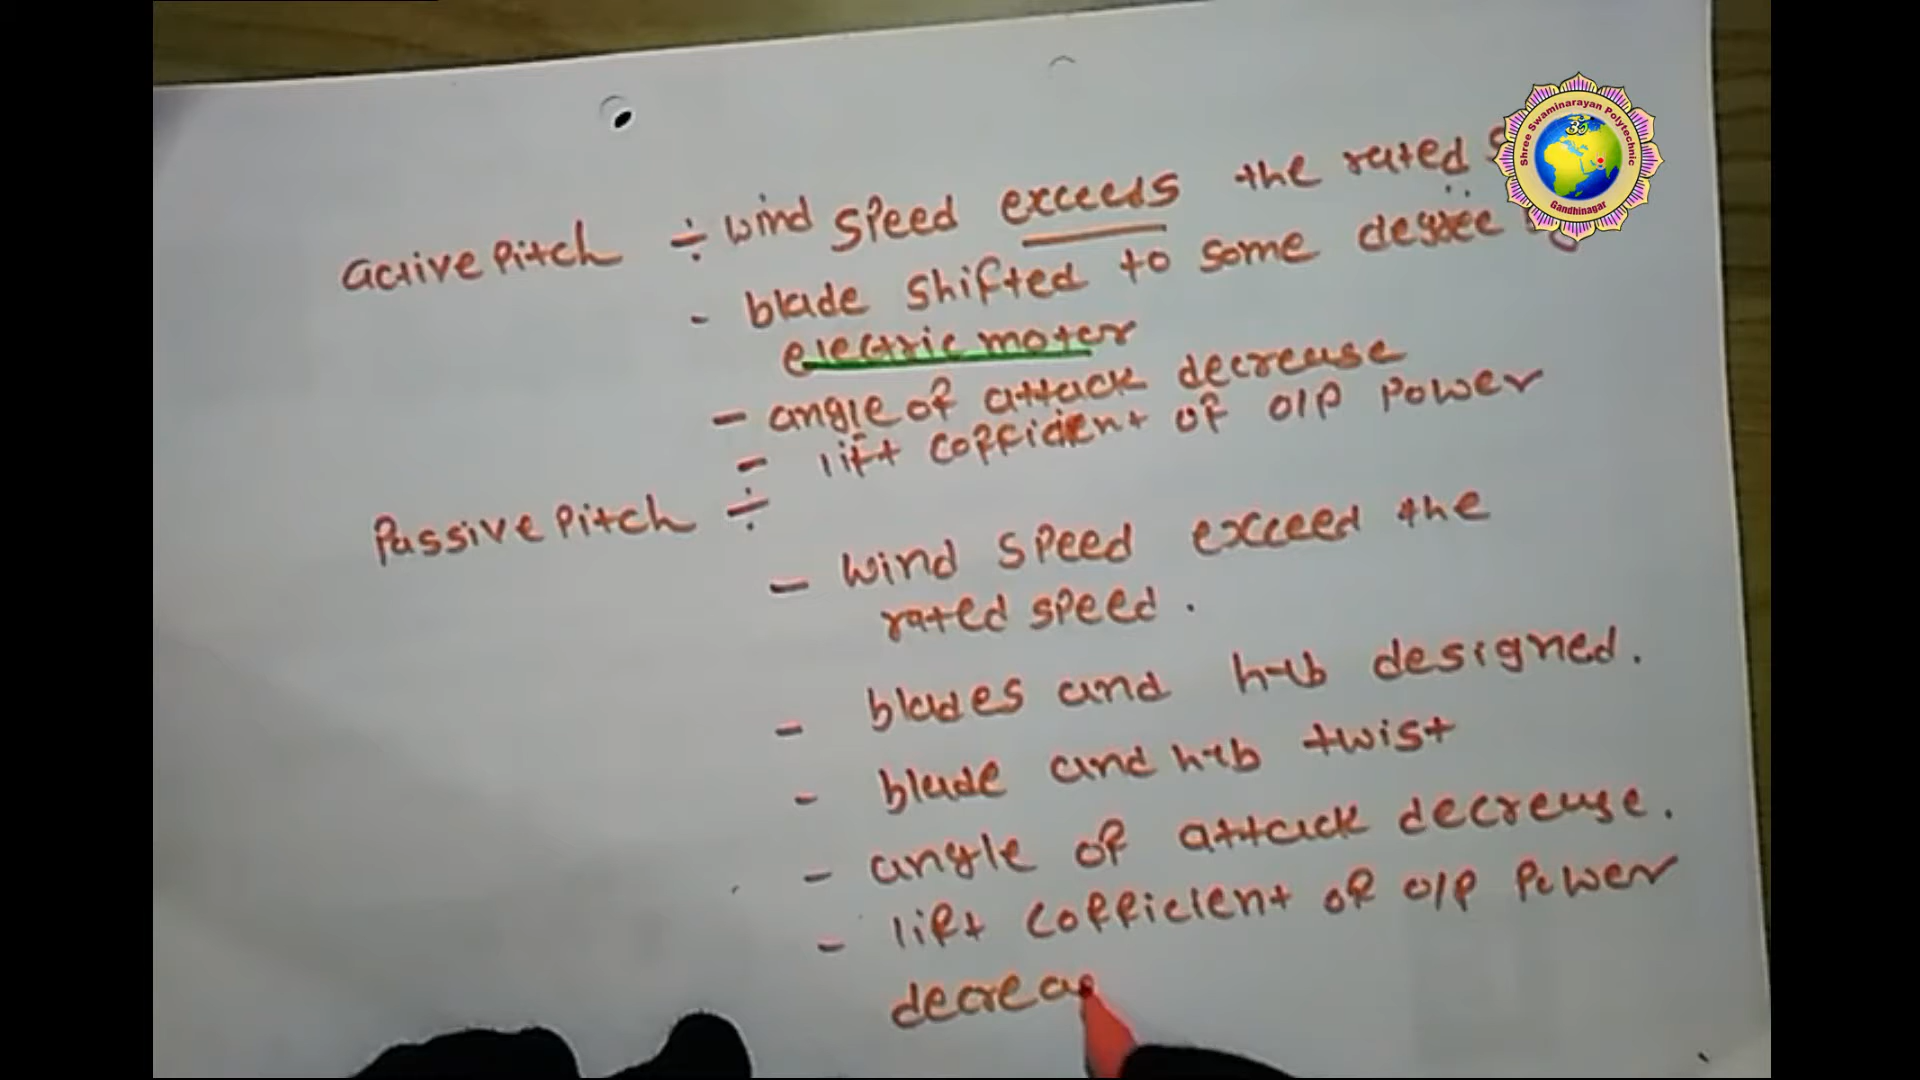 Shree Swaminarayan Polytechnic
ॐ
Gandhinagar
active pitch ÷ wind speed exceeds the rated
- blade shifted to some degree
electric motor
- angle of attack decrease
- lift cofficient of O/P power
Passive pitch ÷
- wind speed exceed the
rated speed.
- blades and hub designed.
- blade and hub twist
- angle of attack decrease.
- lift cofficient of O/P power
decrea